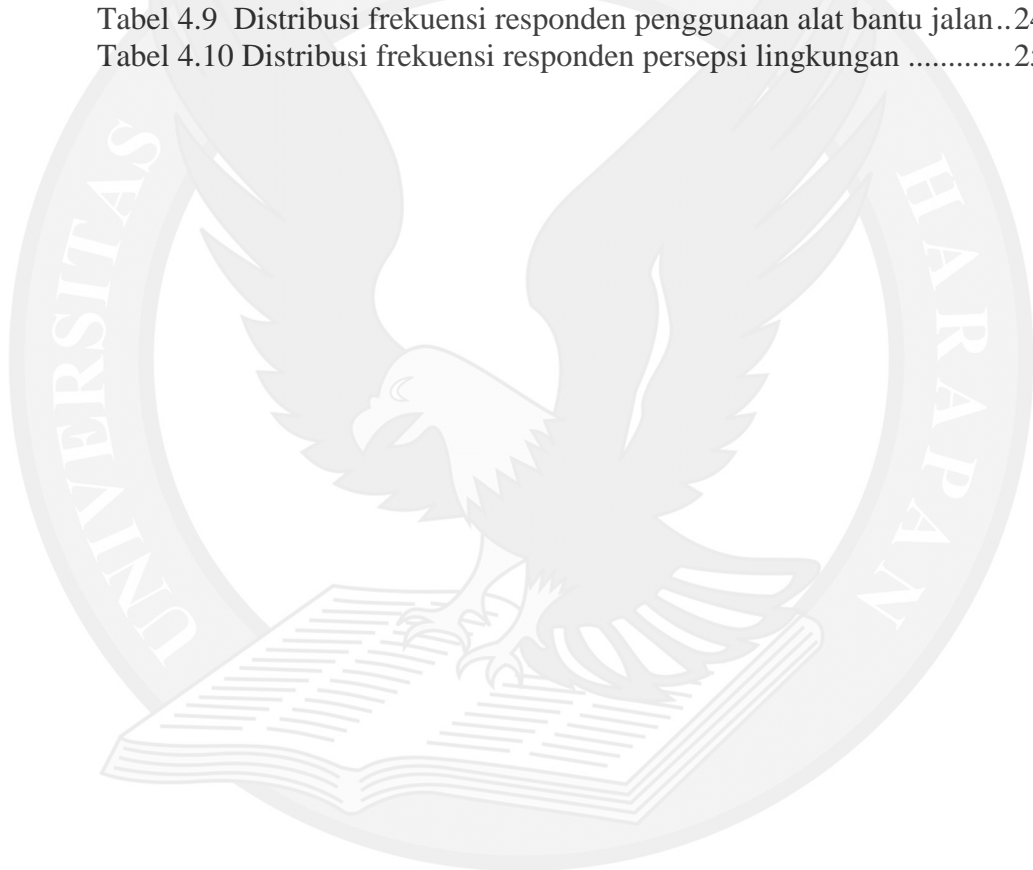 Tabel 4.9  Distribusi frekuensi responden penggunaan alat bantu jalan..24
Tabel 4.10 Distribusi frekuensi responden persepsi lingkungan .............2
UNIVERSITAS
HARAPAN